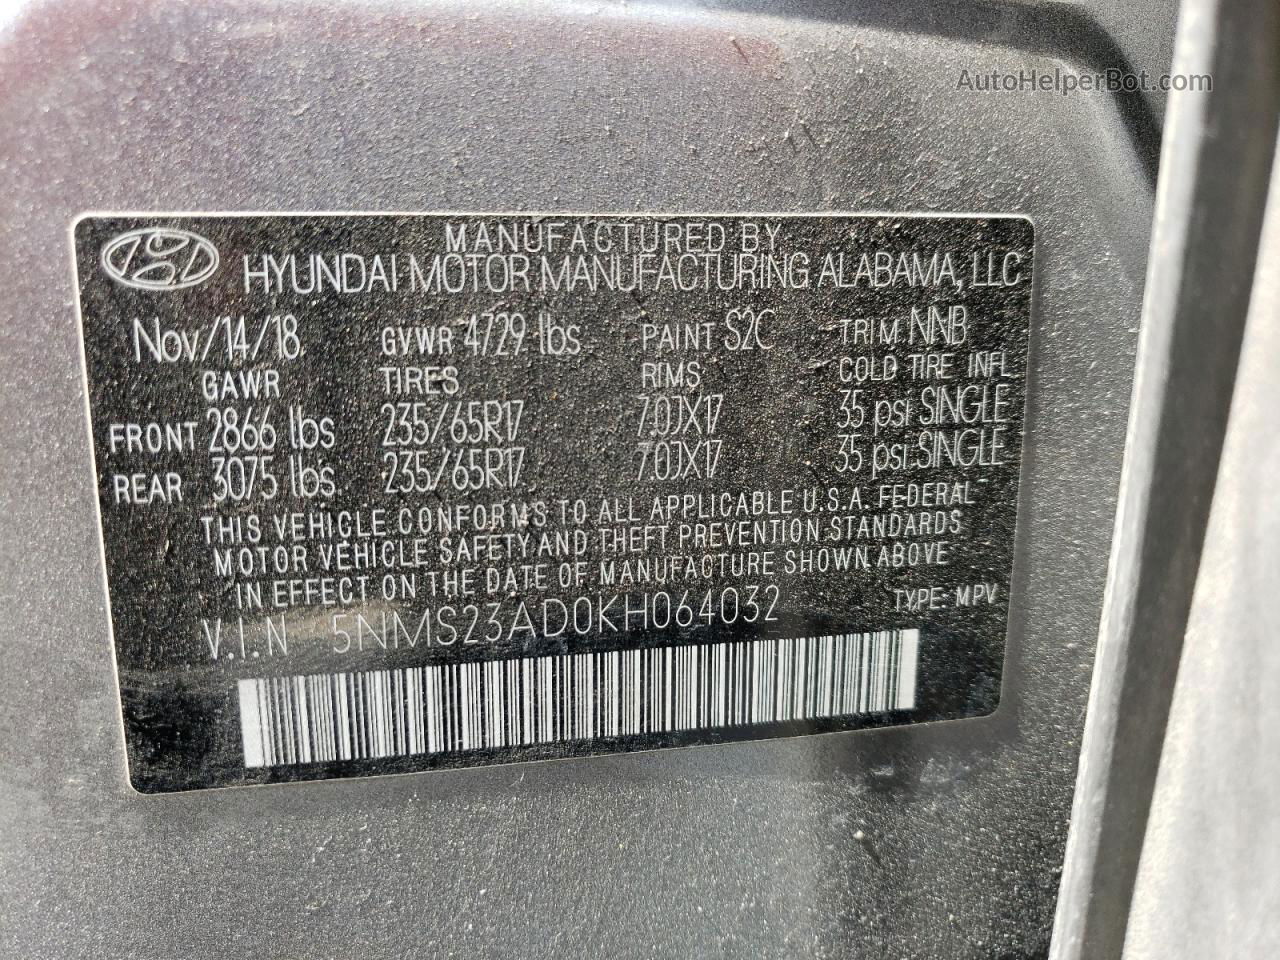 AutoHelperBot.com
MANUFACTURED BY
HYUNDAI MOTOR MANUFACTURING ALABAMA, LLC
Nov/14/18 GVWR 4729 lbs PAINT S2C TRIM NNB
GAWR TIRES RIMS COLD TIRE INFL
FRONT 2866 lbs 235/65R17 7.0JX17 35 psi SINGLE
REAR 3075 lbs 235/65R17 7.0JX17 35 psi SINGLE
THIS VEHICLE CONFORMS TO ALL APPLICABLE U.S.A. FEDERAL
MOTOR VEHICLE SAFETY AND THEFT PREVENTION STANDARDS
IN EFFECT ON THE DATE OF MANUFACTURE SHOWN ABOVE
V.I.N 5NMS23AD0KH064032 TYPE: MPV